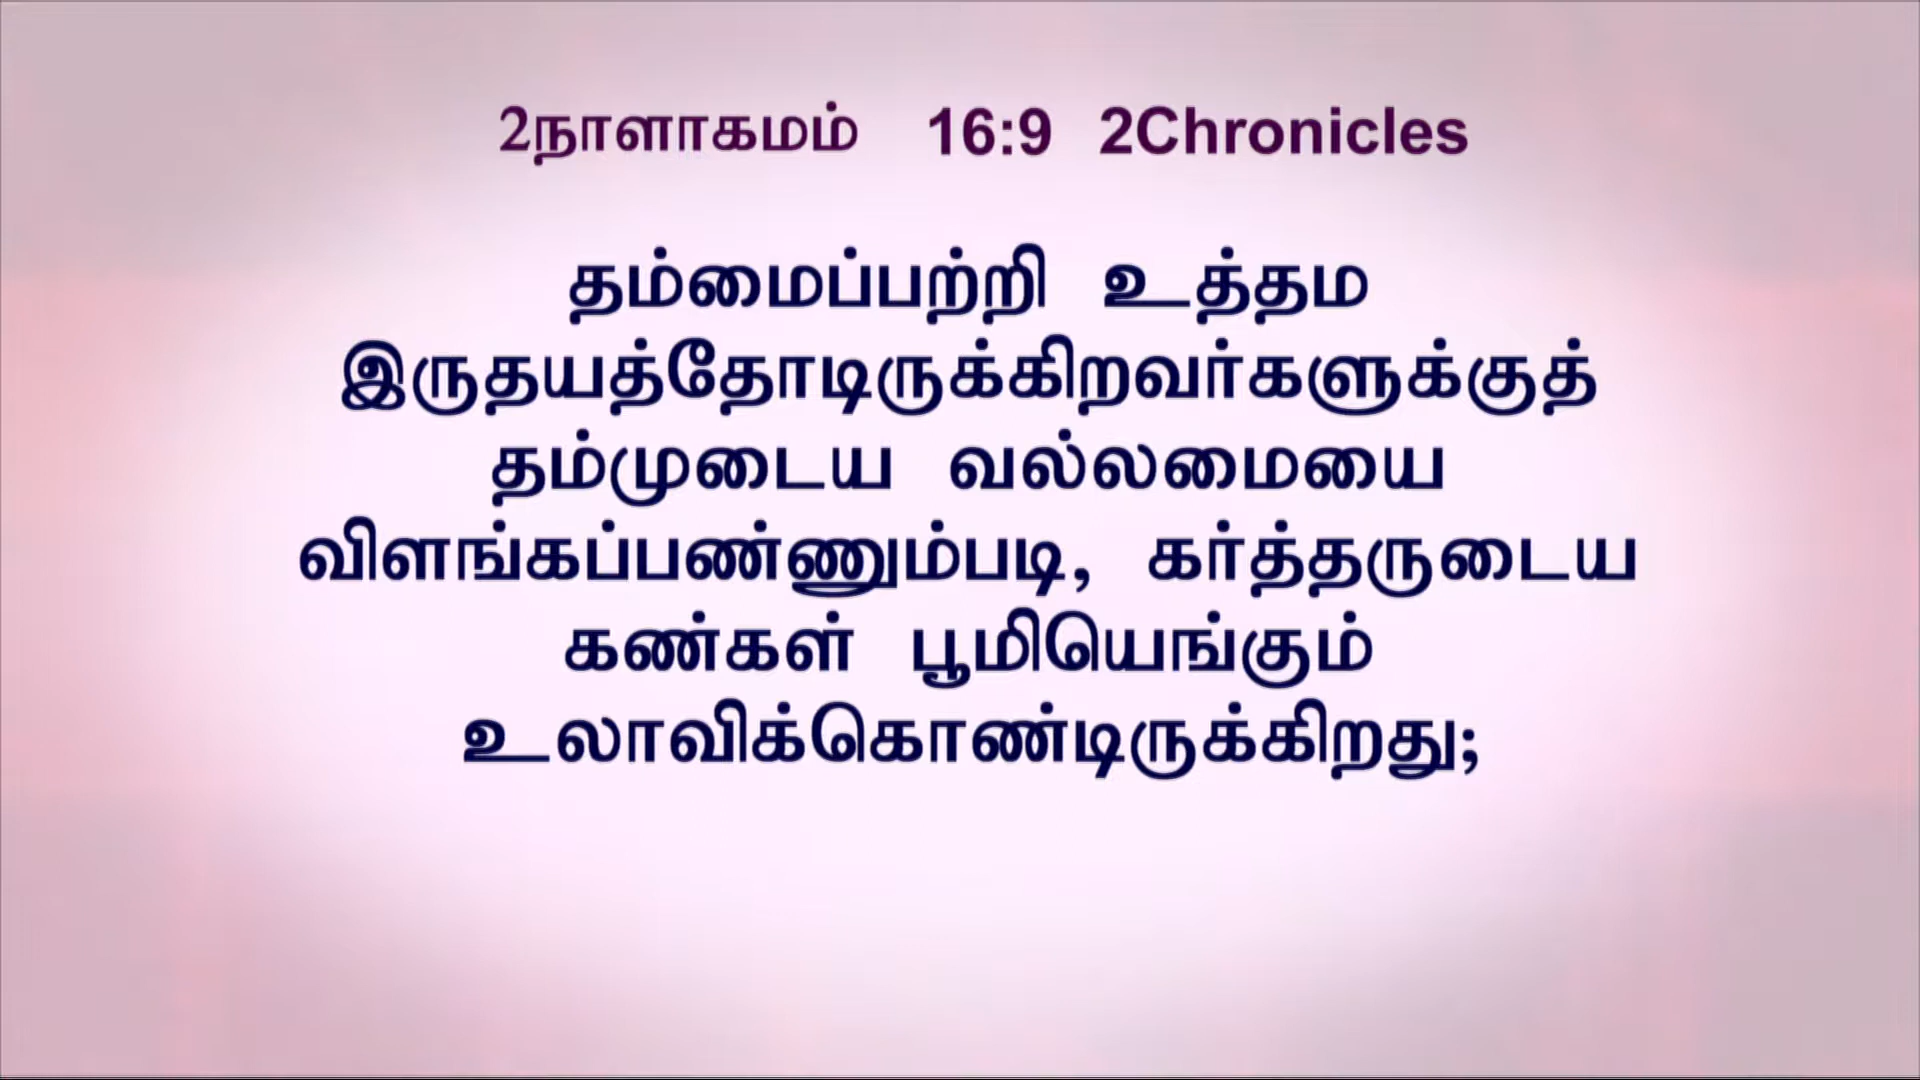 2நாளாகமம் 16:9 2Chronicles
தம்மைப்பற்றி உத்தம
இருதயத்தோடிருக்கிறவர்களுக்குத்
தம்முடைய வல்லமையை
விளங்கப்பண்ணும்படி, கர்த்தருடைய
கண்கள் பூமியெங்கும்
உலாவிக்கொண்டிருக்கிறது;